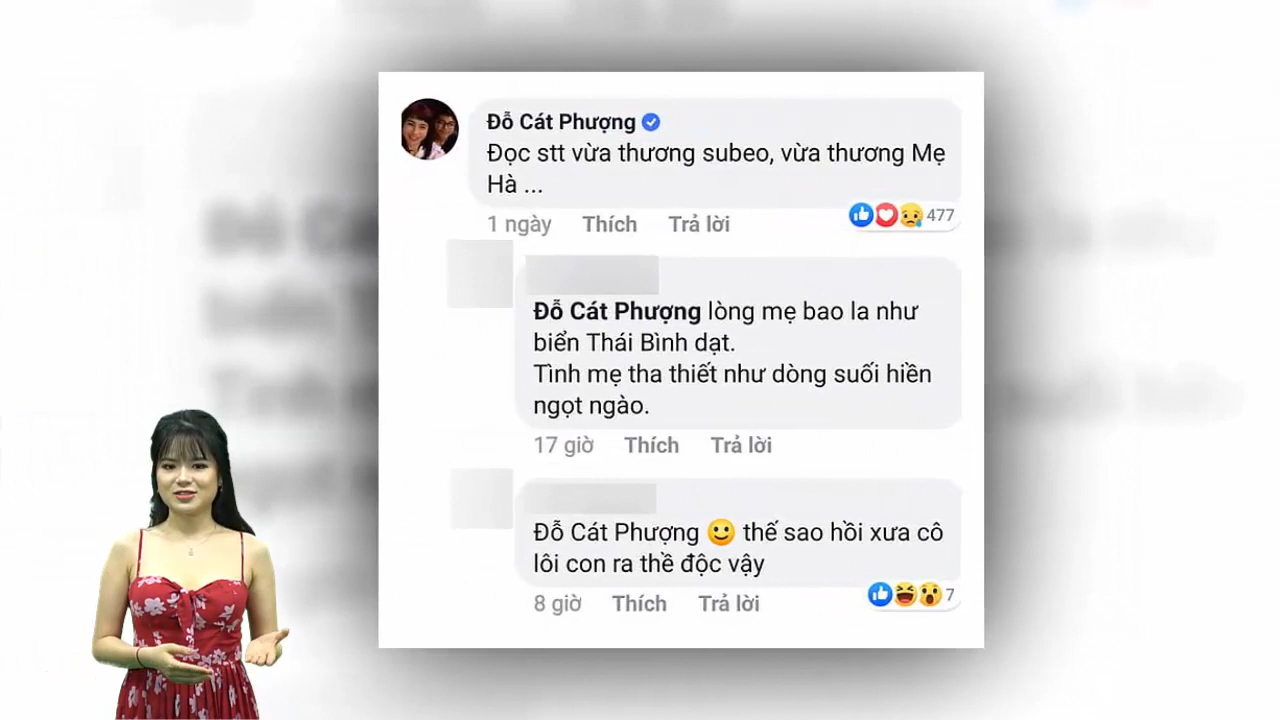 Đỗ Cát Phượng
Đọc stt vừa thương subeo, vừa thương Mẹ
Hà ...
1 ngày Thích Trả lời 477
Đỗ Cát Phượng lòng mẹ bao la như
biển Thái Bình dạt.
Tình mẹ tha thiết như dòng suối hiền
ngọt ngào.
17 giờ Thích Trả lời
Đỗ Cát Phượng 🙂 thế sao hồi xưa cô
lôi con ra thề độc vậy
8 giờ Thích Trả lời 7